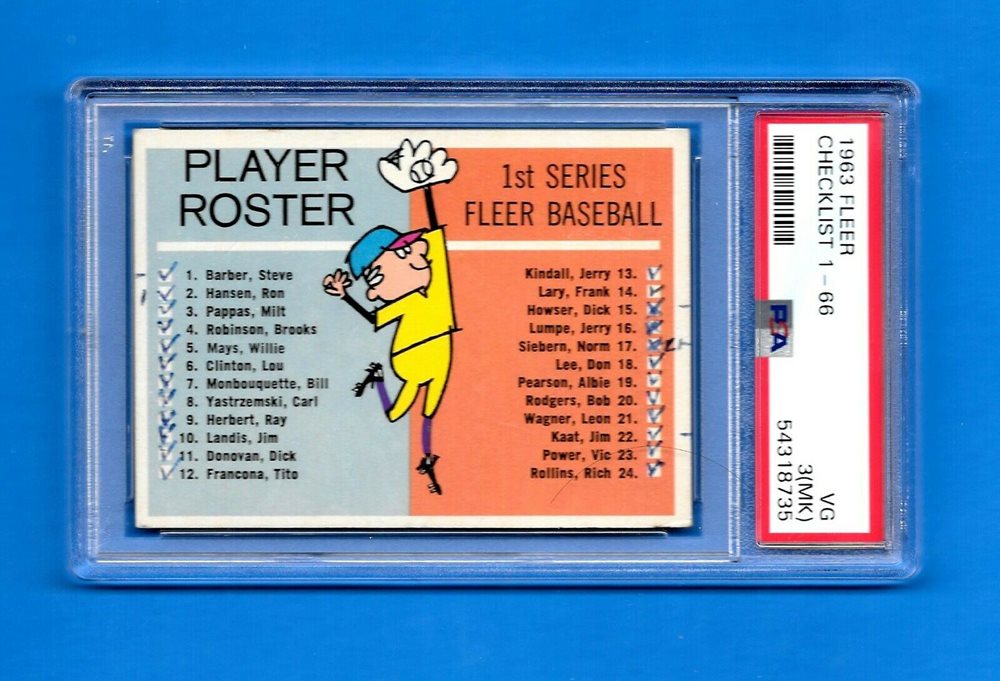 PLAYER
ROSTER
1. Barber, Steve
2. Hansen, Ron
3. Pappas, Milt
4. Robinson, Brooks
5. Mays, Willie
6. Clinton, Lou
7. Monbouquette, Bill
8. Yastrzemski, Carl
9. Herbert, Ray
10. Landis, Jim
11. Donovan, Dick
12. Francona, Tito
1st SERIES
FLEER BASEBALL
Kindall, Jerry 13.
Lary, Frank 14.
Howser, Dick 15.
Lumpe, Jerry 16.
Siebern, Norm 17.
Lee, Don 18.
Pearson, Albie 19.
Rodgers, Bob 20.
Wagner, Leon 21.
Kaat, Jim 22.
Power, Vic 23.
Rollins, Rich 24.
1963 FLEER
CHECKLIST 1 - 66
PSA
VG
3(MK)
54318735